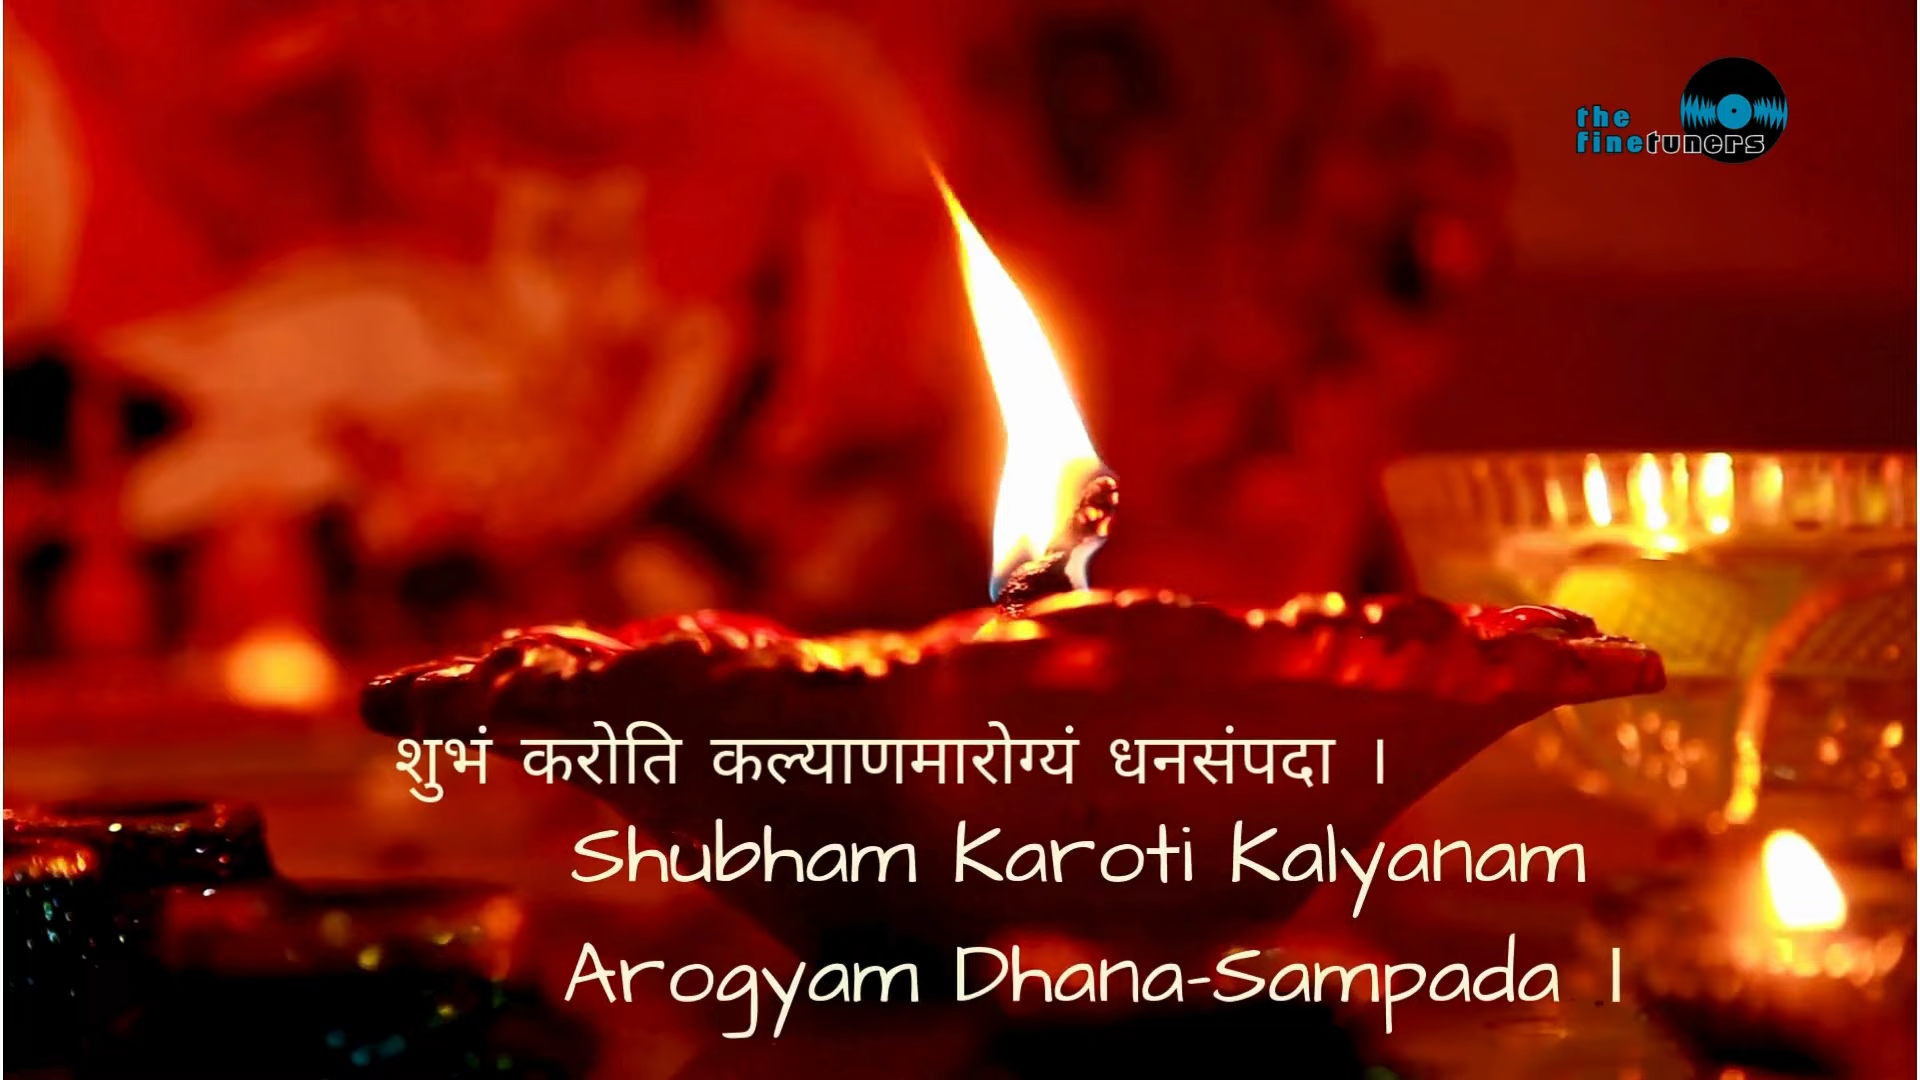 the
finetuners
शुभं करोति कल्याणमारोग्यं धनसंपदा ।
Shubham Karoti Kalyanam
Arogyam Dhana-Sampada |